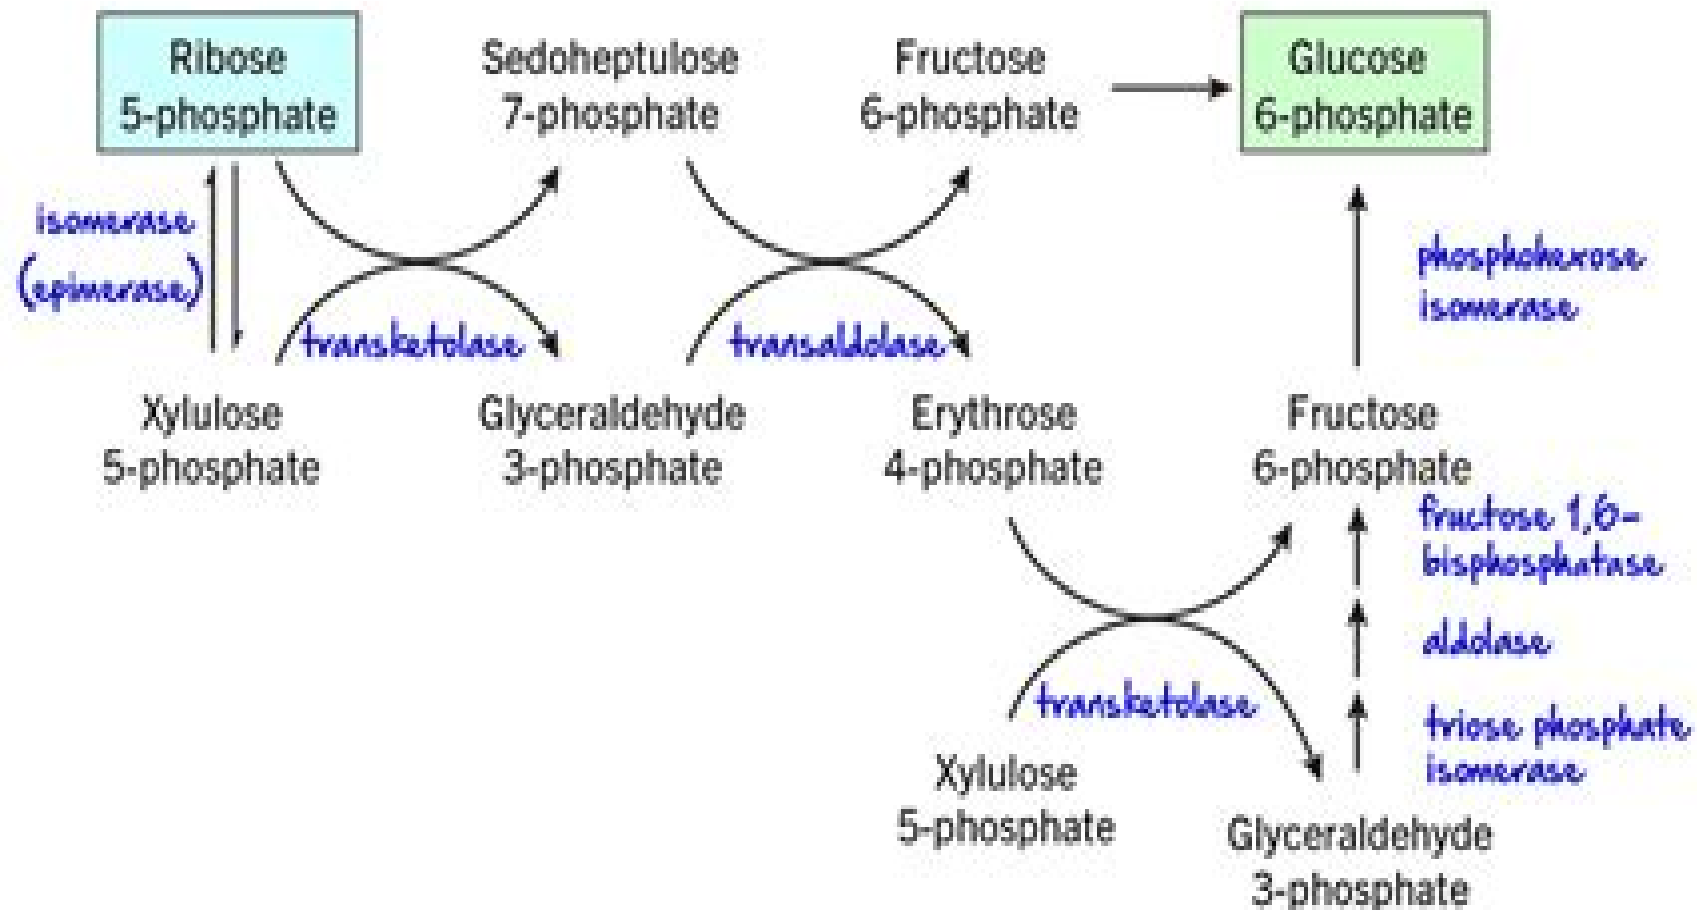 Ribose
5-phosphate
Sedoheptulose
7-phosphate
Fructose
6-phosphate
Glucose
6-phosphate
isomerase
(epimerase)
transketolase
transaldolase
phosphohexose
isomerase
Xylulose
5-phosphate
Glyceraldehyde
3-phosphate
Erythrose
4-phosphate
Fructose
6-phosphate
fructose 1,6-
bisphosphatase
aldolase
transketolase
triose phosphate
isomerase
Xylulose
5-phosphate
Glyceraldehyde
3-phosphate